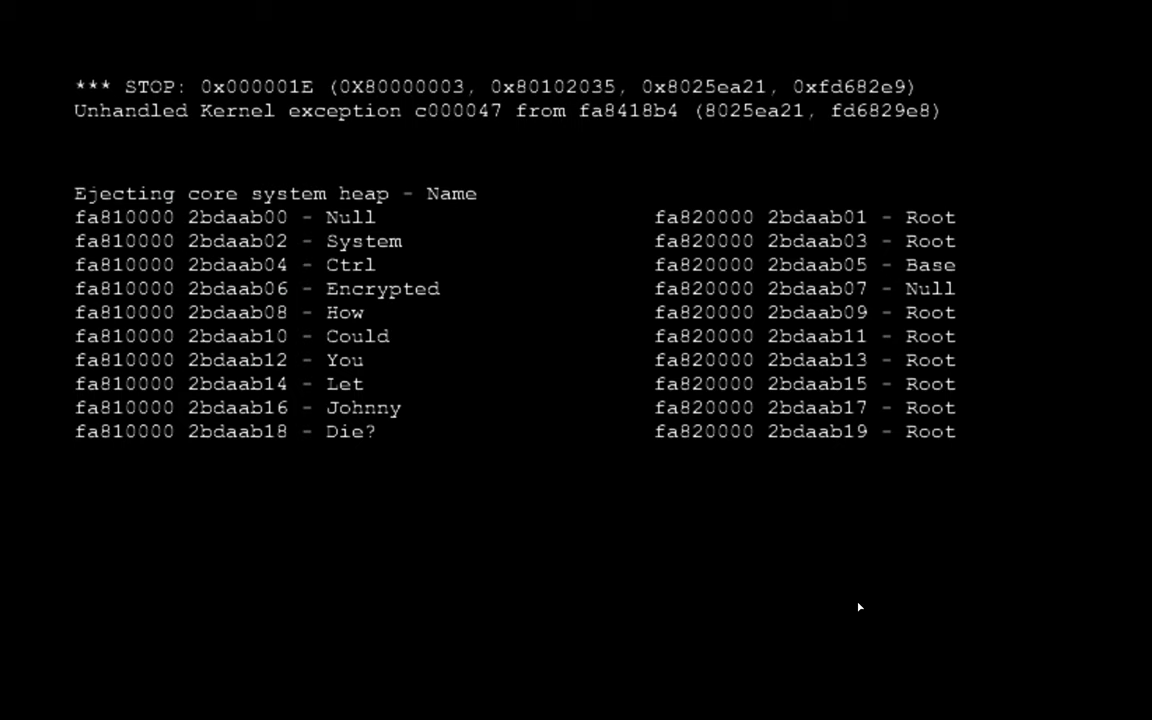 *** STOP: 0x000001E (0X80000003, 0x80102035, 0x8025ea21, 0xfd682e9)
Unhandled Kernel exception c000047 from fa8418b4 (8025ea21, fd6829e8)
Ejecting core system heap - Name
fa810000 2bdaab00 - Null fa820000 2bdaab01 - Root
fa810000 2bdaab02 - System fa820000 2bdaab03 - Root
fa810000 2bdaab04 - Ctrl fa820000 2bdaab05 - Base
fa810000 2bdaab06 - Encrypted fa820000 2bdaab07 - Null
fa810000 2bdaab08 - How fa820000 2bdaab09 - Root
fa810000 2bdaab10 - Could fa820000 2bdaab11 - Root
fa810000 2bdaab12 - You fa820000 2bdaab13 - Root
fa810000 2bdaab14 - Let fa820000 2bdaab15 - Root
fa810000 2bdaab16 - Johnny fa820000 2bdaab17 - Root
fa810000 2bdaab18 - Die? fa820000 2bdaab19 - Root